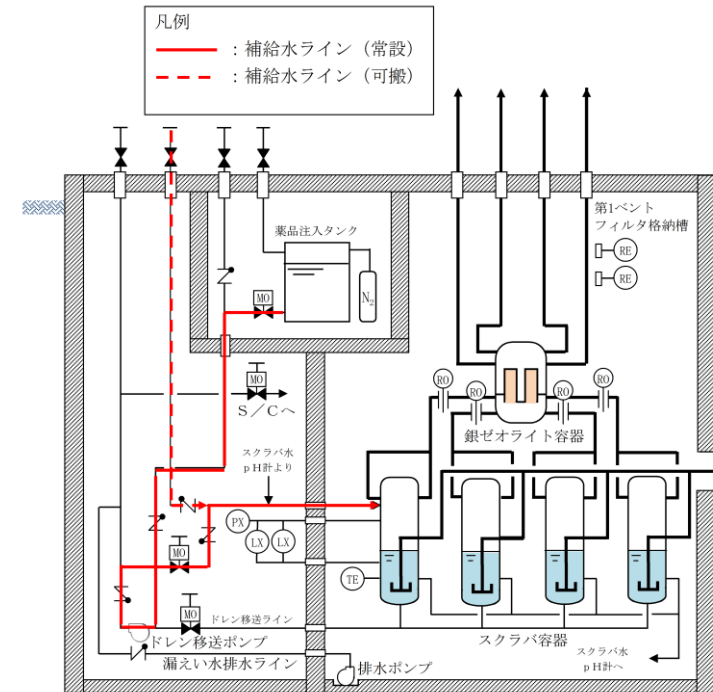 凡例
：補給水ライン（常設）
：補給水ライン（可搬）
第1ベント
フィルタ格納槽
RE
RE
薬品注入タンク
N₂
MO
MO
S／Cへ
RO
RO
RO
RO
銀ゼオライト容器
スクラバ水
pH計より
PX
LX
LX
MO
TE
MO
ドレン移送ライン
ドレン移送ポンプ
漏えい水排水ライン
排水ポンプ
スクラバ容器
スクラバ水
pH計へ